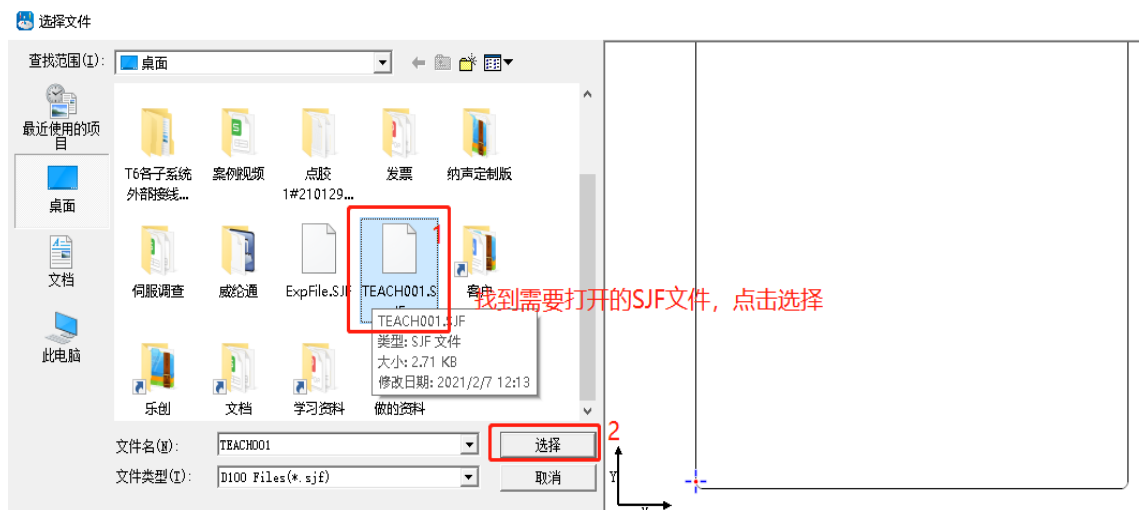 选择文件
查找范围(I):
桌面
最近使用的项
目
桌面
文档
此电脑
T6各子系统
外部接线...
案例视频
点胶
1#210129...
发票
纳声定制版
伺服调查
威纶通
ExpFile.SJF
TEACH001.S
客户
1
找到需要打开的SJF文件，点击选择
TEACH001.SJF
类型: SJF 文件
大小: 2.71 KB
修改日期: 2021/2/7 12:13
乐创
文档
学习资料
做的资料
文件名(N):
TEACH001
选择
2
文件类型(T):
D100 Files(*.sjf)
取消
Y